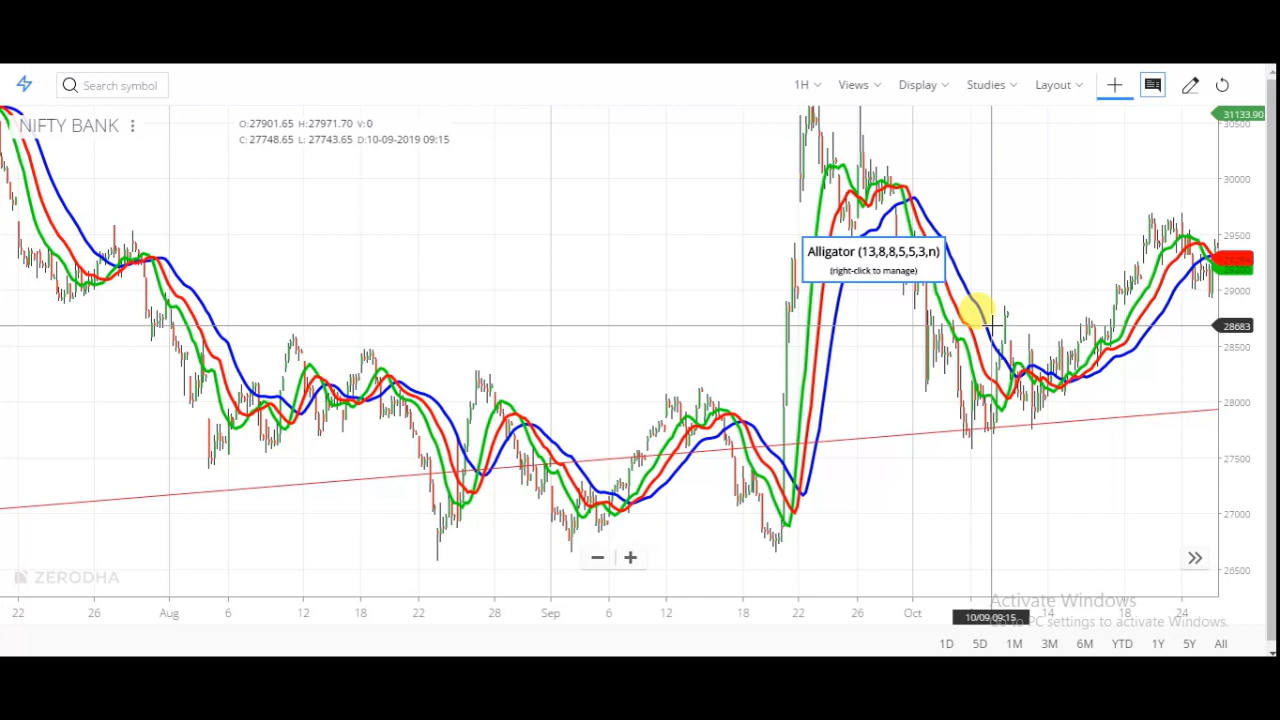 Search symbol
1H Views Display Studies Layout
NIFTY BANK
O:27901.65 H:27971.70 V:0
C:27748.65 L: 27743.65 D:10-09-2019 09:15
31133.90
30500
30000
29500
29200
29000
28683
28500
28000
27500
27000
26500
Alligator (13,8,8,5,5,3,n)
(right-click to manage)
ZERODHA
22 26 Aug 6 12 18 22 28 Sep 6 12 18 22 26 Oct 14 18 24
10/09 09:15
Activate Windows
to PC settings to activate Windows.
1D 5D 1M 3M 6M YTD 1Y 5Y All